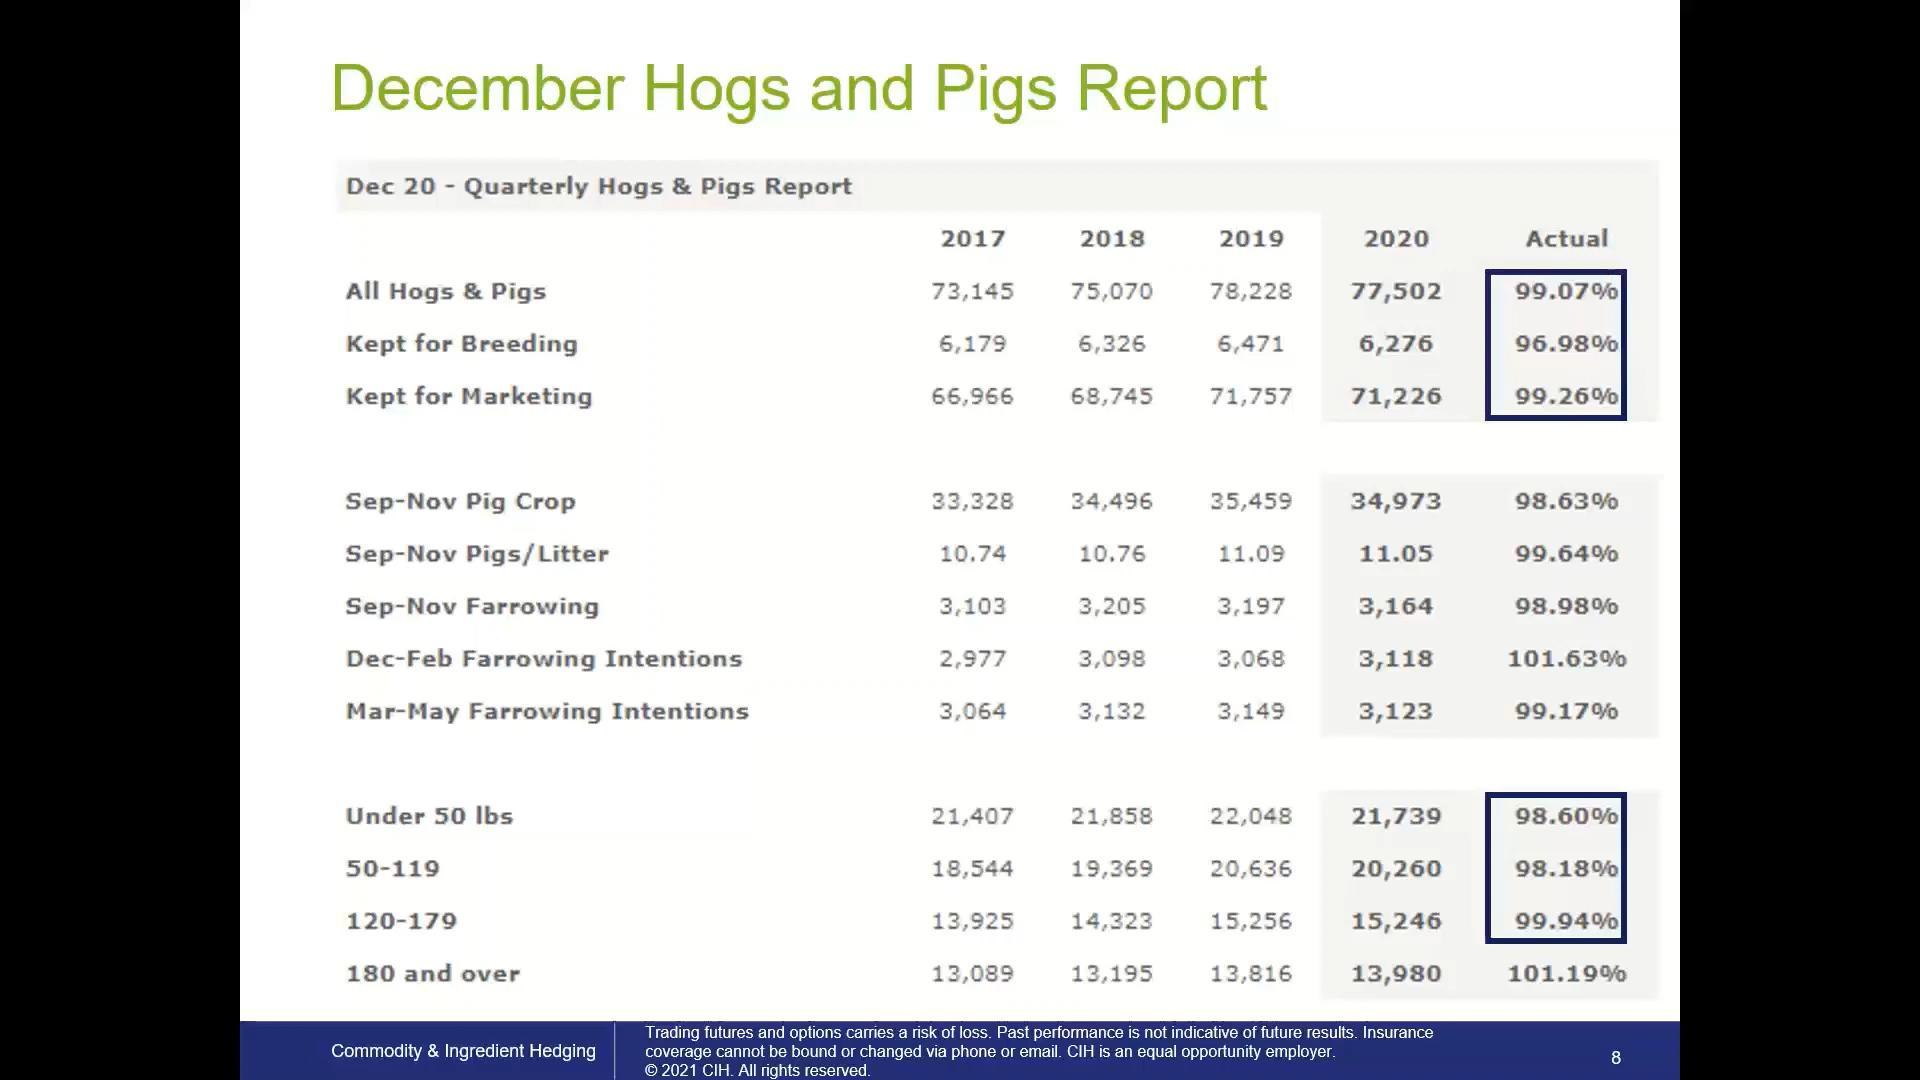 December Hogs and Pigs Report
Dec 20 - Quarterly Hogs & Pigs Report
2017 2018 2019 2020 Actual
All Hogs & Pigs 73,145 75,070 78,228 77,502 99.07%
Kept for Breeding 6,179 6,326 6,471 6,276 96.98%
Kept for Marketing 66,966 68,745 71,757 71,226 99.26%
Sep-Nov Pig Crop 33,328 34,496 35,459 34,973 98.63%
Sep-Nov Pigs/Litter 10.74 10.76 11.09 11.05 99.64%
Sep-Nov Farrowing 3,103 3,205 3,197 3,164 98.98%
Dec-Feb Farrowing Intentions 2,977 3,098 3,068 3,118 101.63%
Mar-May Farrowing Intentions 3,064 3,132 3,149 3,123 99.17%
Under 50 lbs 21,407 21,858 22,048 21,739 98.60%
50-119 18,544 19,369 20,636 20,260 98.18%
120-179 13,925 14,323 15,256 15,246 99.94%
180 and over 13,089 13,195 13,816 13,980 101.19%
Commodity & Ingredient Hedging
Trading futures and options carries a risk of loss. Past performance is not indicative of future results. Insurance
coverage cannot be bound or changed via phone or email. CIH is an equal opportunity employer.
© 2021 CIH. All rights reserved.
8